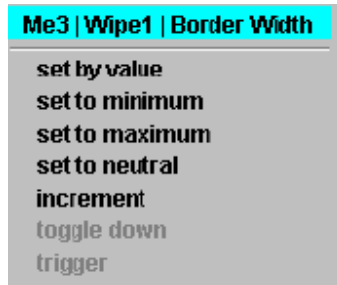 Me3 | Wipe1 | Border Width
set by value
set to minimum
set to maximum
set to neutral
increment
toggle down
trigger